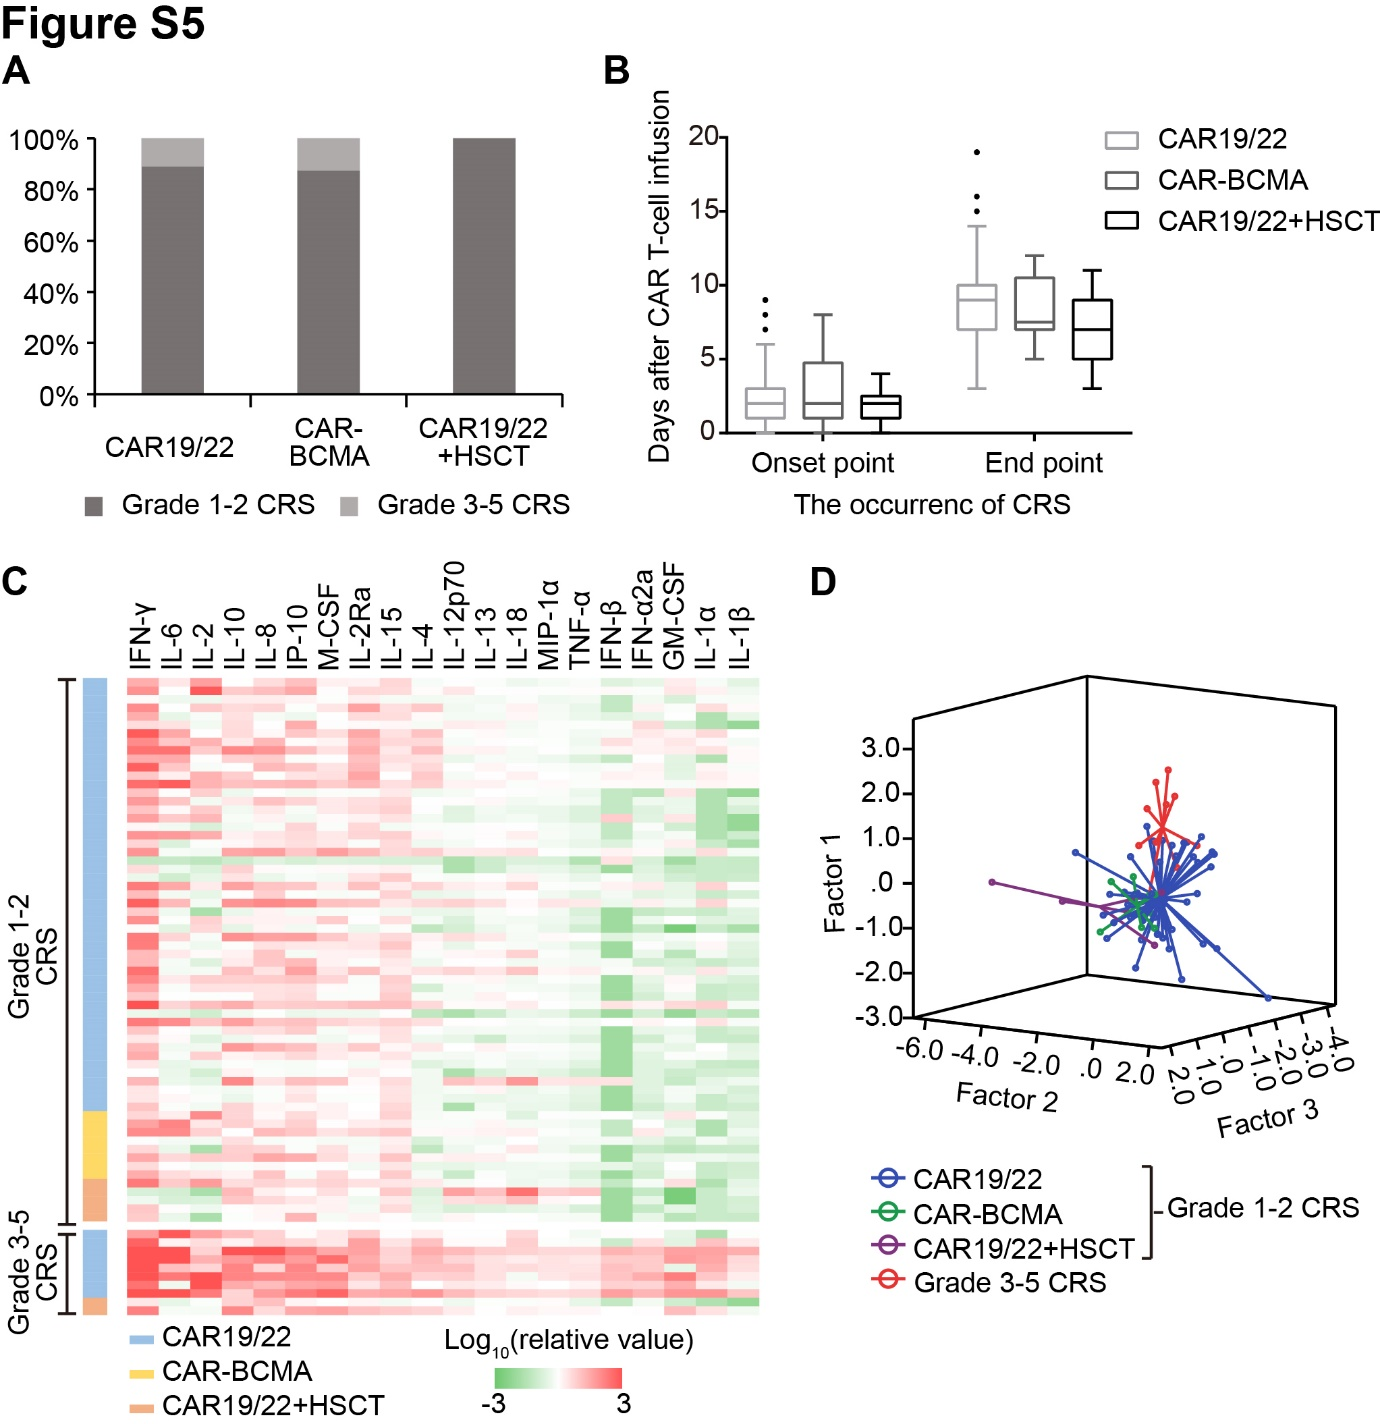 Figure S5
A
100%
80%
60%
40%
20%
0%
CAR19/22
CAR-
BCMA
CAR19/22
+HSCT
Grade 1-2 CRS
Grade 3-5 CRS
B
Days after CAR T-cell infusion
20
15
10
5
0
Onset point
End point
The occurrenc of CRS
CAR19/22
CAR-BCMA
CAR19/22+HSCT
C
IFN-γ
IL-6
IL-2
IL-10
IL-8
IP-10
M-CSF
IL-2Ra
IL-15
IL-4
IL-12p70
IL-13
IL-18
MIP-1α
TNF-α
IFN-β
IFN-α2a
GM-CSF
IL-1α
IL-1β
Grade 1-2
CRS
Grade 3-5
CRS
CAR19/22
CAR-BCMA
CAR19/22+HSCT
Log10(relative value)
-3
3
D
Factor 1
3.0
2.0
1.0
.0
-1.0
-2.0
-3.0
-6.0
-4.0
-2.0
.0
2.0
Factor 2
2.0
1.0
.0
-1.0
-2.0
-3.0
-4.0
Factor 3
CAR19/22
CAR-BCMA
CAR19/22+HSCT
Grade 1-2 CRS
Grade 3-5 CRS